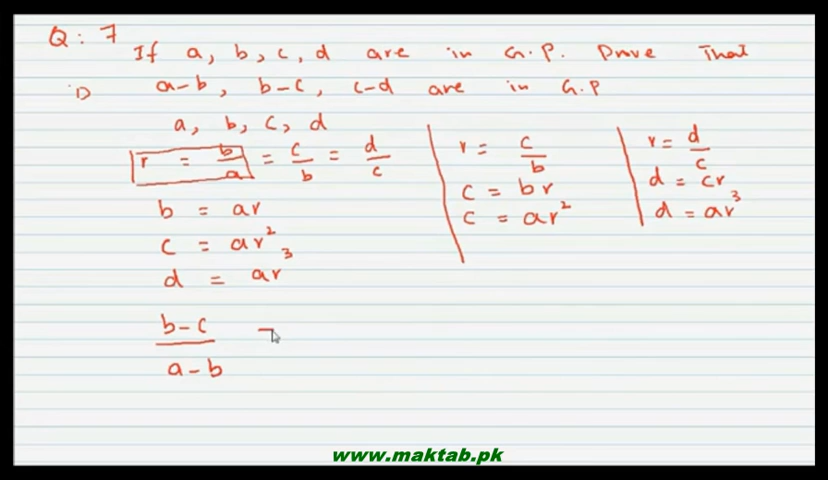 Q : 7
If a, b, c, d are in G.P. Prove That
i) a-b, b-c, c-d are in G.P
a, b, c, d
r = b/a = c/b = d/c
b = ar
c = ar²
d = ar³
r = c/b
c = br
c = ar²
r = d/c
d = cr
d = ar³
b-c
a-b
www.maktab.pk